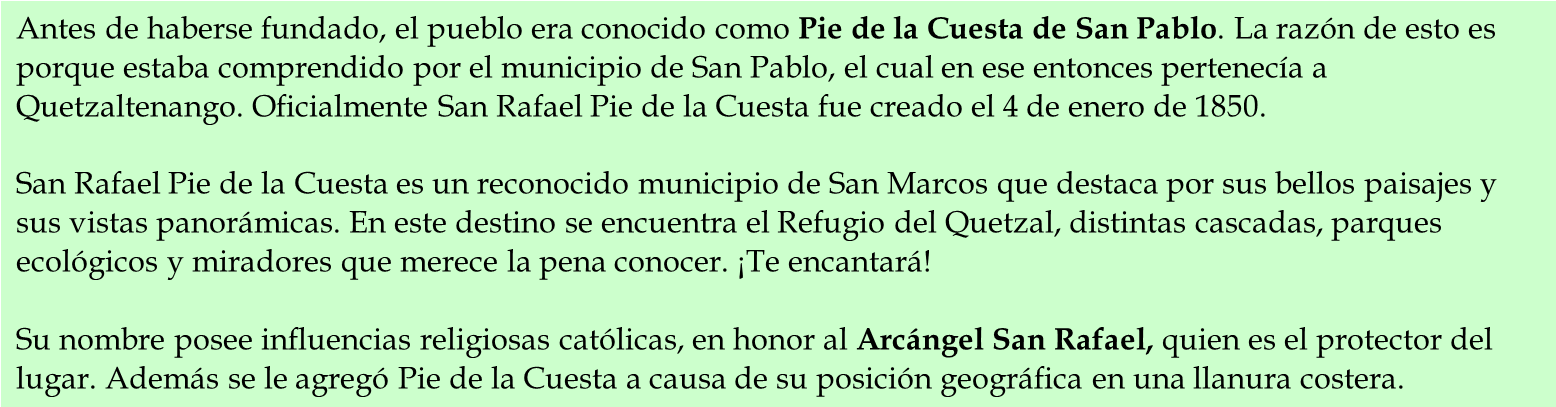 Antes de haberse fundado, el pueblo era conocido como Pie de la Cuesta de San Pablo. La razón de esto es
porque estaba comprendido por el municipio de San Pablo, el cual en ese entonces pertenecía a
Quetzaltenango. Oficialmente San Rafael Pie de la Cuesta fue creado el 4 de enero de 1850.
San Rafael Pie de la Cuesta es un reconocido municipio de San Marcos que destaca por sus bellos paisajes y
sus vistas panorámicas. En este destino se encuentra el Refugio del Quetzal, distintas cascadas, parques
ecológicos y miradores que merece la pena conocer. ¡Te encantará!
Su nombre posee influencias religiosas católicas, en honor al Arcángel San Rafael, quien es el protector del
lugar. Además se le agregó Pie de la Cuesta a causa de su posición geográfica en una llanura costera.